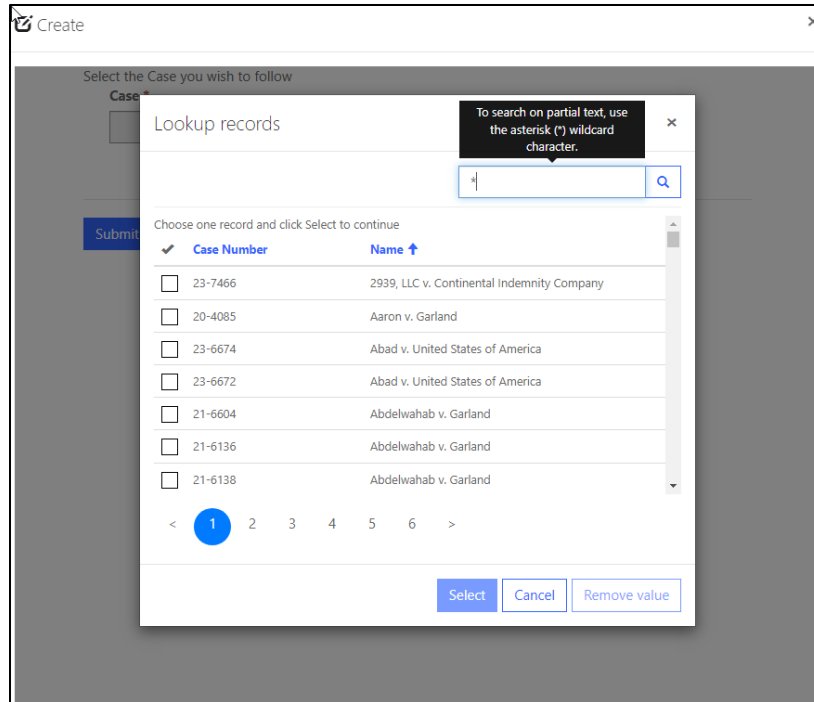 Create
×
Select the Case you wish to follow
Case *
Lookup records
To search on partial text, use
the asterisk (*) wildcard
character.
×
*
Choose one record and click Select to continue
✔ Case Number Name ↑
23-7466 2939, LLC v. Continental Indemnity Company
20-4085 Aaron v. Garland
23-6674 Abad v. United States of America
23-6672 Abad v. United States of America
21-6604 Abdelwahab v. Garland
21-6136 Abdelwahab v. Garland
21-6138 Abdelwahab v. Garland
< 1 2 3 4 5 6 >
Submit
Select Cancel Remove value